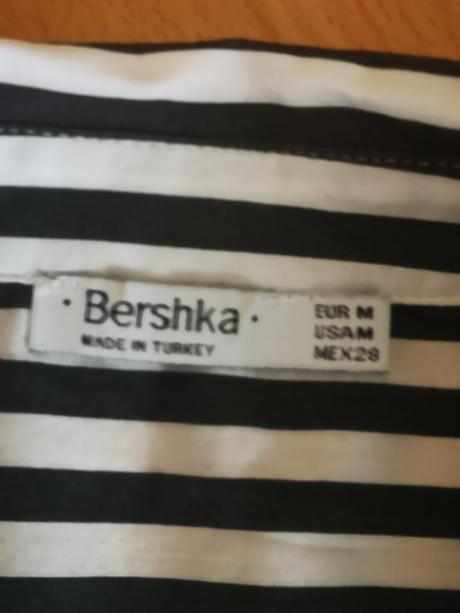 · Bershka ·
MADE IN TURKEY
EUR M
USA M
MEX 28